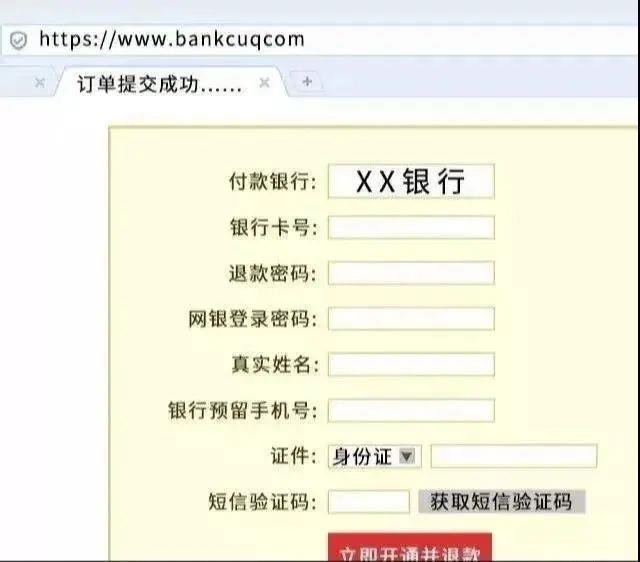 https://www.bankcuqcom
订单提交成功......
付款银行: XX银行
银行卡号:
退款密码:
网银登录密码:
真实姓名:
银行预留手机号:
证件: 身份证
短信验证码: 获取短信验证码
立即开通并退款